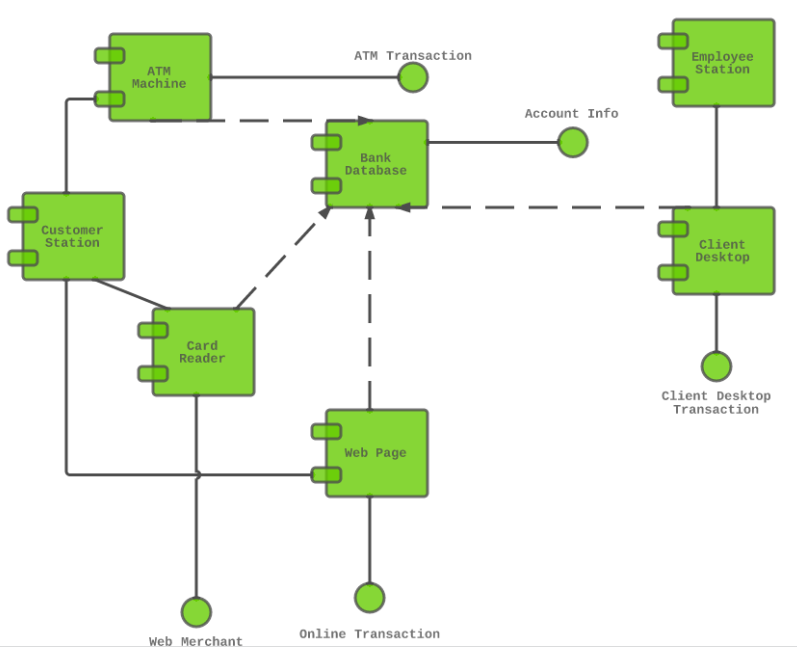 ATM Transaction
Employee
Station
ATM
Machine
Account Info
Bank
Database
Customer
Station
Client
Desktop
Card
Reader
Client Desktop
Transaction
Web Page
Online Transaction
Web Merchant